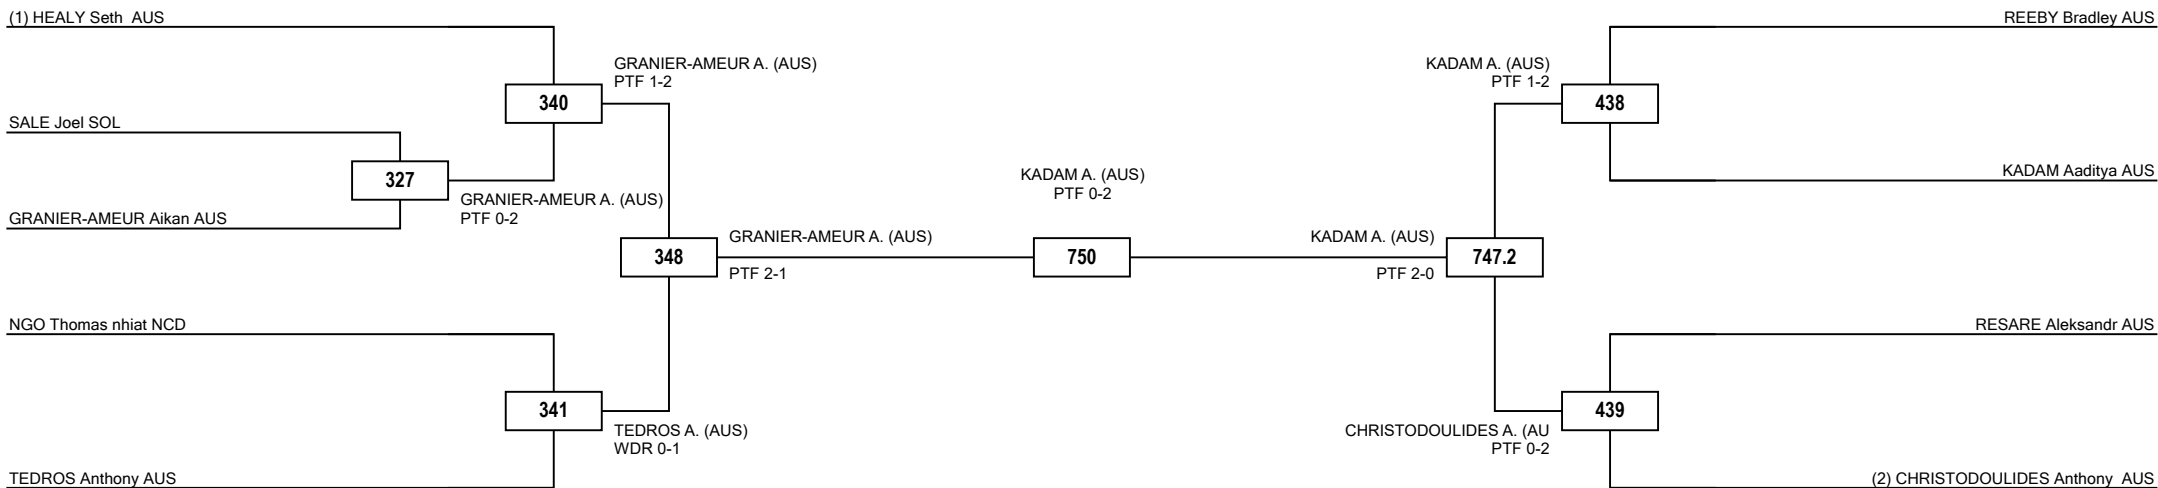 (1) HEALY Seth  AUS
REEBY Bradley AUS
GRANIER-AMEUR A. (AUS)
PTF 1-2
KADAM A. (AUS)
PTF 1-2
340
438
SALE Joel SOL
327
KADAM A. (AUS)
PTF 0-2
KADAM Aaditya AUS
GRANIER-AMEUR A. (AUS)
PTF 0-2
GRANIER-AMEUR Aikan AUS
348
GRANIER-AMEUR A. (AUS)
PTF 2-1
750
KADAM A. (AUS)
PTF 2-0
747.2
NGO Thomas nhiat NCD
RESARE Aleksandr AUS
341
439
TEDROS A. (AUS)
WDR 0-1
CHRISTODOULIDES A. (AU
PTF 0-2
TEDROS Anthony AUS
(2) CHRISTODOULIDES Anthony  AUS